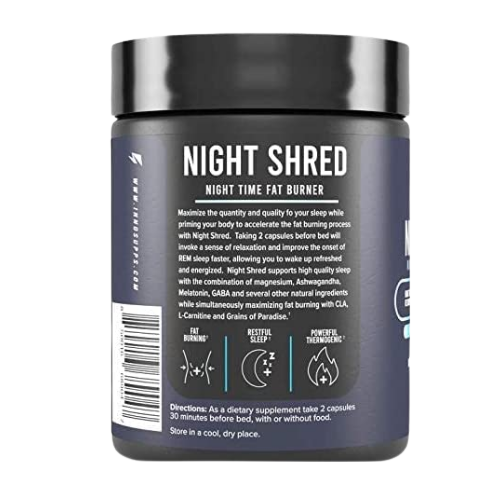 NIGHT SHRED
NIGHT TIME FAT BURNER
Maximize the quantity and quality fo your sleep while
priming your body to accelerate the fat burning process
with Night Shred. Taking 2 capsules before bed will
invoke a sense of relaxation and improve the onset of
REM sleep faster, allowing you to wake up refreshed
and energized. Night Shred supports high quality sleep
with the combination of magnesium, Ashwagandha,
Melatonin, GABA and several other natural ingredients
while simultaneously maximizing fat burning with CLA,
L-Carnitine and Grains of Paradise.†
FAT
BURNING†
RESTFUL
SLEEP†
POWERFUL
THERMOGENIC†
Directions: As a dietary supplement take 2 capsules
30 minutes before bed, with or without food.
Store in a cool, dry place.
WWW.INNOSUPPS.COM